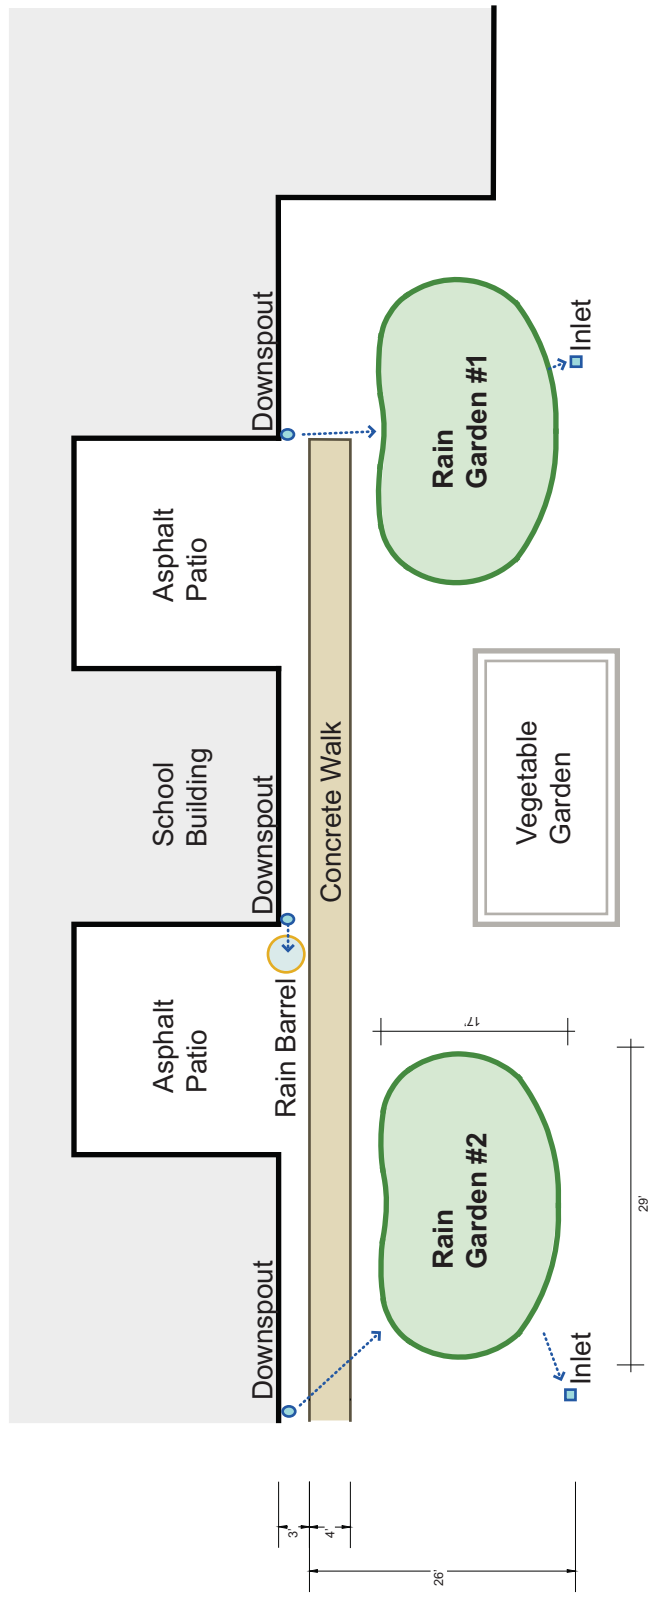 Downspout
Asphalt
Patio
Rain
Garden #1
Inlet
School
Building
Downspout
Concrete Walk
Vegetable
Garden
Asphalt
Patio
Rain Barrel
17'
Rain
Garden #2
29'
Downspout
Inlet
3'
4'
26'